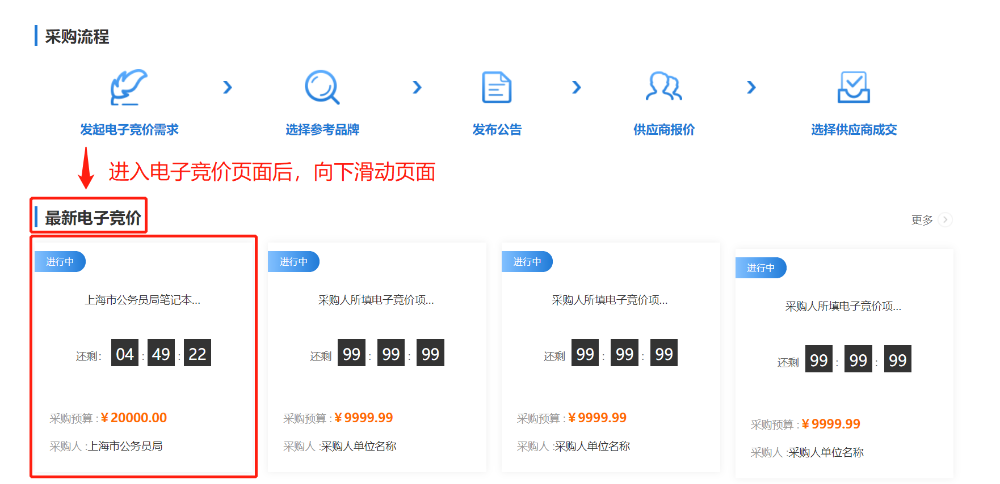 采购流程
发起电子竞价需求
选择参考品牌
发布公告
供应商报价
选择供应商成交
进入电子竞价页面后，向下滑动页面
最新电子竞价
更多
进行中
上海市公务员局笔记本...
还剩： 04 : 49 : 22
采购预算 : ¥ 20000.00
采购人 :上海市公务员局
进行中
采购人所填电子竞价项...
还剩 99 : 99 : 99
采购预算 : ¥ 9999.99
采购人 :采购人单位名称
进行中
采购人所填电子竞价项...
还剩 99 : 99 : 99
采购预算 : ¥ 9999.99
采购人 :采购人单位名称
进行中
采购人所填电子竞价项...
还剩 99 : 99 : 99
采购预算 : ¥ 9999.99
采购人 :采购人单位名称